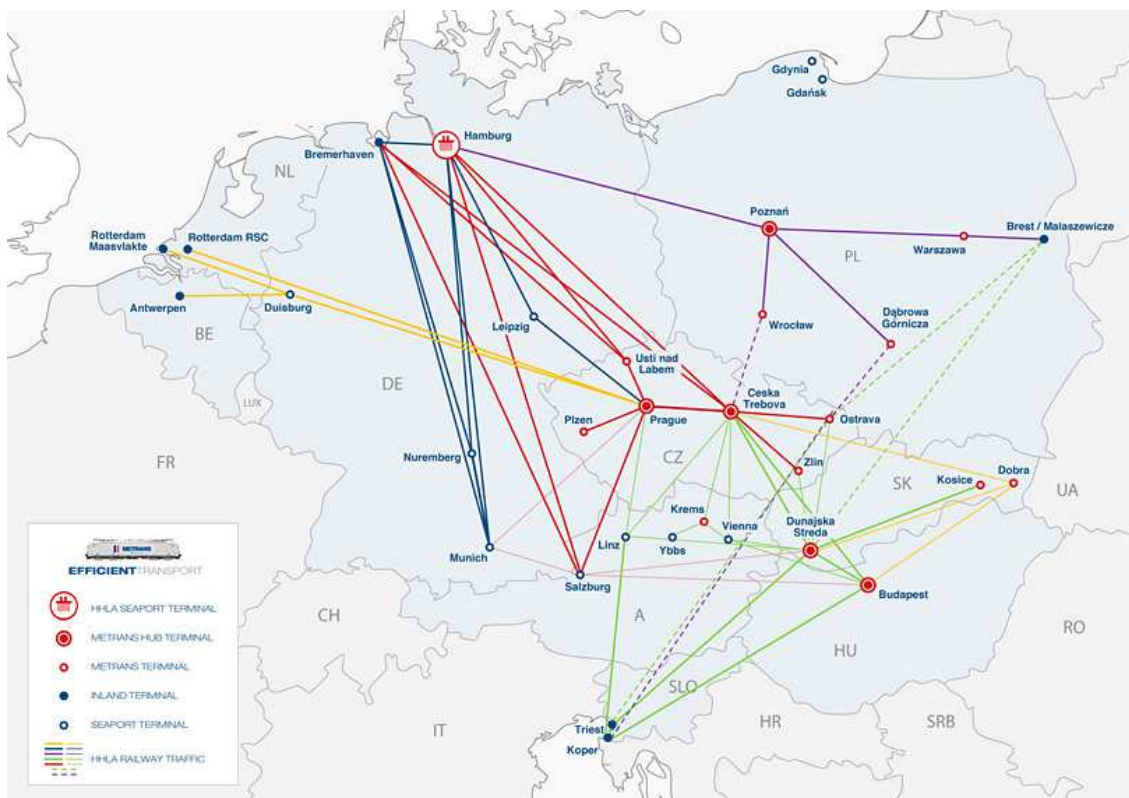 Gdynia
Gdańsk
Hamburg
Bremerhaven
NL
Rotterdam
Maasvlakte
Rotterdam RSC
Poznań
Brest / Malaszewicze
Warszawa
PL
Antwerpen
Duisburg
BE
Leipzig
Wrocław
Dąbrowa
Górnicza
Usti nad
Labem
DE
LUX
Prague
Ceska
Trebova
Ostrava
Plzen
Nuremberg
CZ
Zlin
FR
SK
Kosice
Dobra
UA
Krems
Vienna
Dunajska
Streda
Munich
Linz
Ybbs
Salzburg
Budapest
CH
A
HU
RO
SLO
IT
Triest
Koper
HR
SRB
METRANS
EFFICIENTTRANSPORT
HHLA SEAPORT TERMINAL
METRANS HUB TERMINAL
METRANS TERMINAL
INLAND TERMINAL
SEAPORT TERMINAL
HHLA RAILWAY TRAFFIC